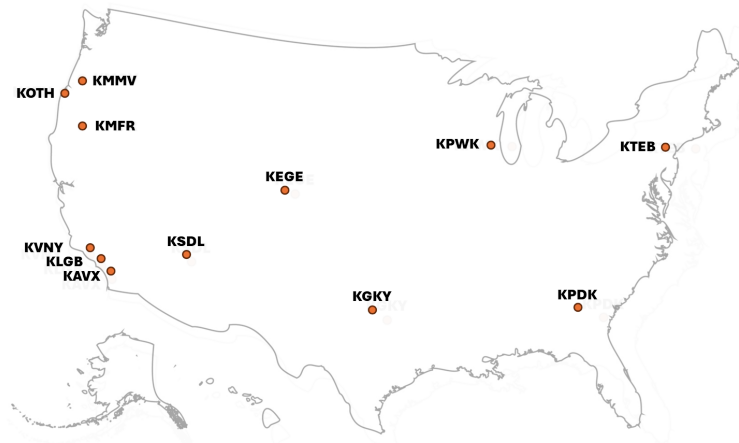 KMMV
KOTH
KMFR
KPWK
KTEB
KEGE
KSDL
KVNY
KLGB
KAVX
KGKY
KPDK